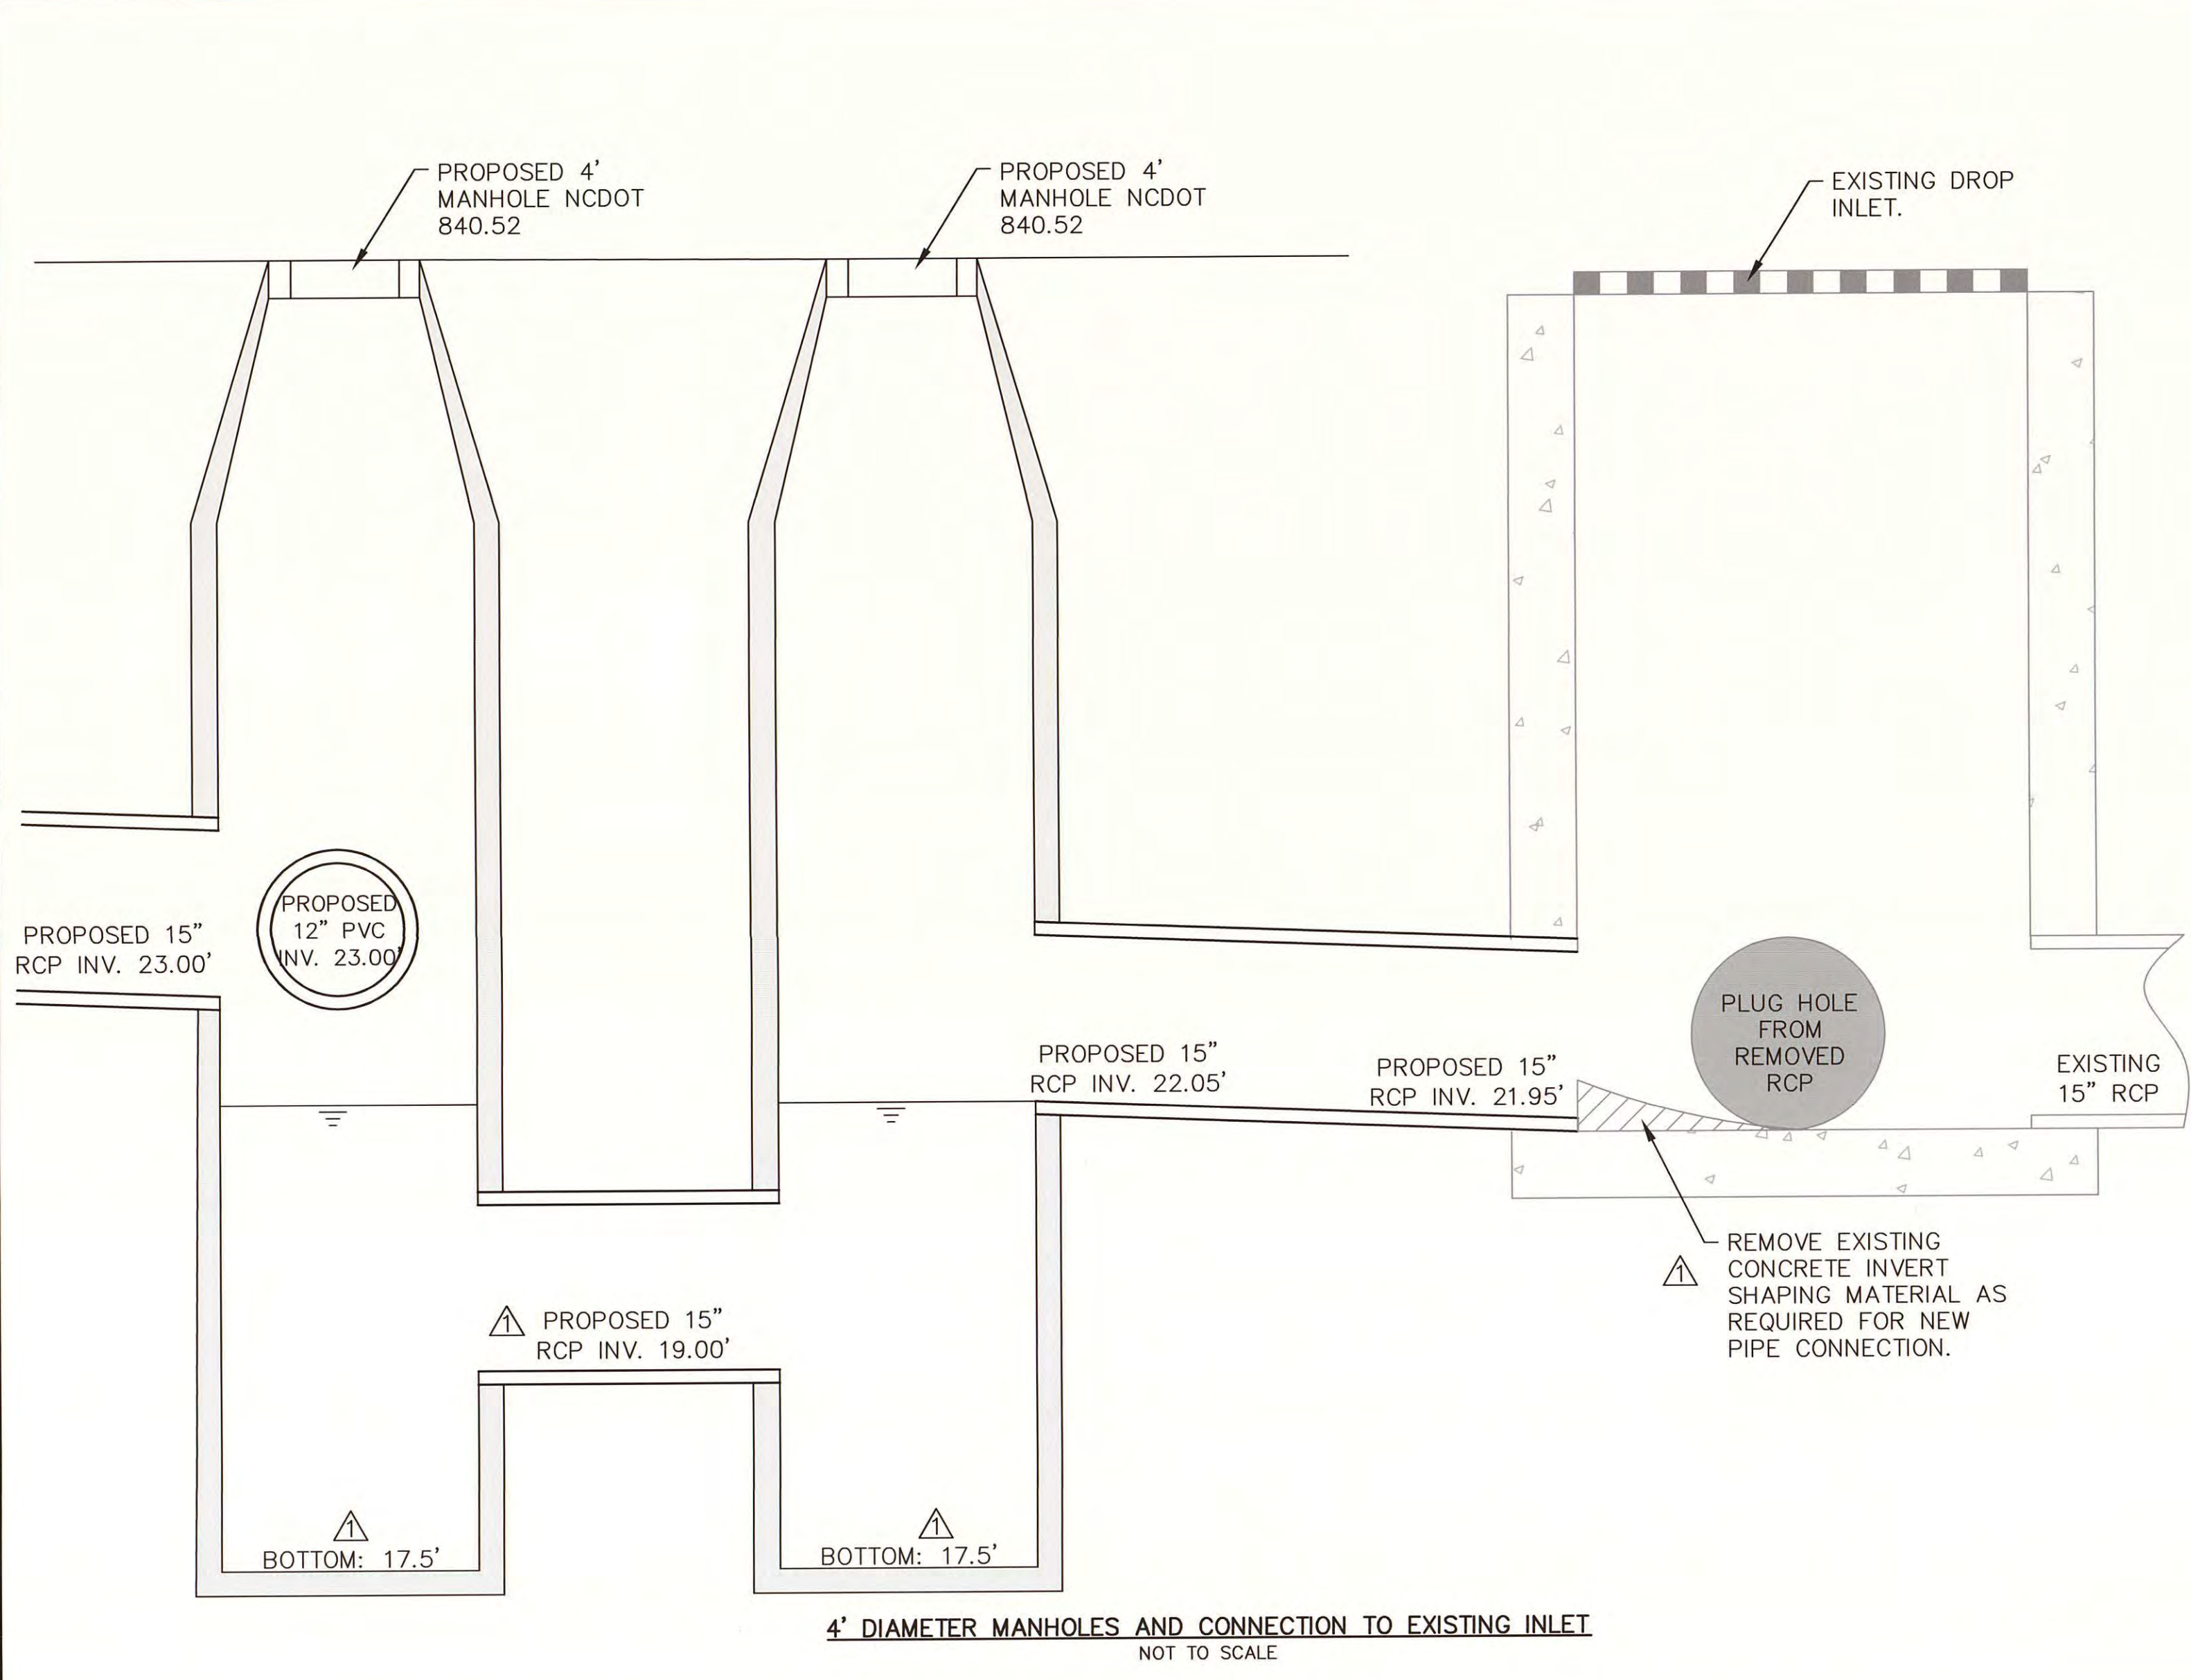 PROPOSED 4'
MANHOLE NCDOT
840.52
PROPOSED 4'
MANHOLE NCDOT
840.52
EXISTING DROP
INLET.
PROPOSED 15"
RCP INV. 23.00'
PROPOSED
12" PVC
INV. 23.00'
PROPOSED 15"
RCP INV. 22.05'
PROPOSED 15"
RCP INV. 21.95'
PLUG HOLE
FROM
REMOVED
RCP
EXISTING
15" RCP
1
REMOVE EXISTING
CONCRETE INVERT
SHAPING MATERIAL AS
REQUIRED FOR NEW
PIPE CONNECTION.
1 PROPOSED 15"
RCP INV. 19.00'
1
BOTTOM: 17.5'
1
BOTTOM: 17.5'
4' DIAMETER MANHOLES AND CONNECTION TO EXISTING INLET
NOT TO SCALE